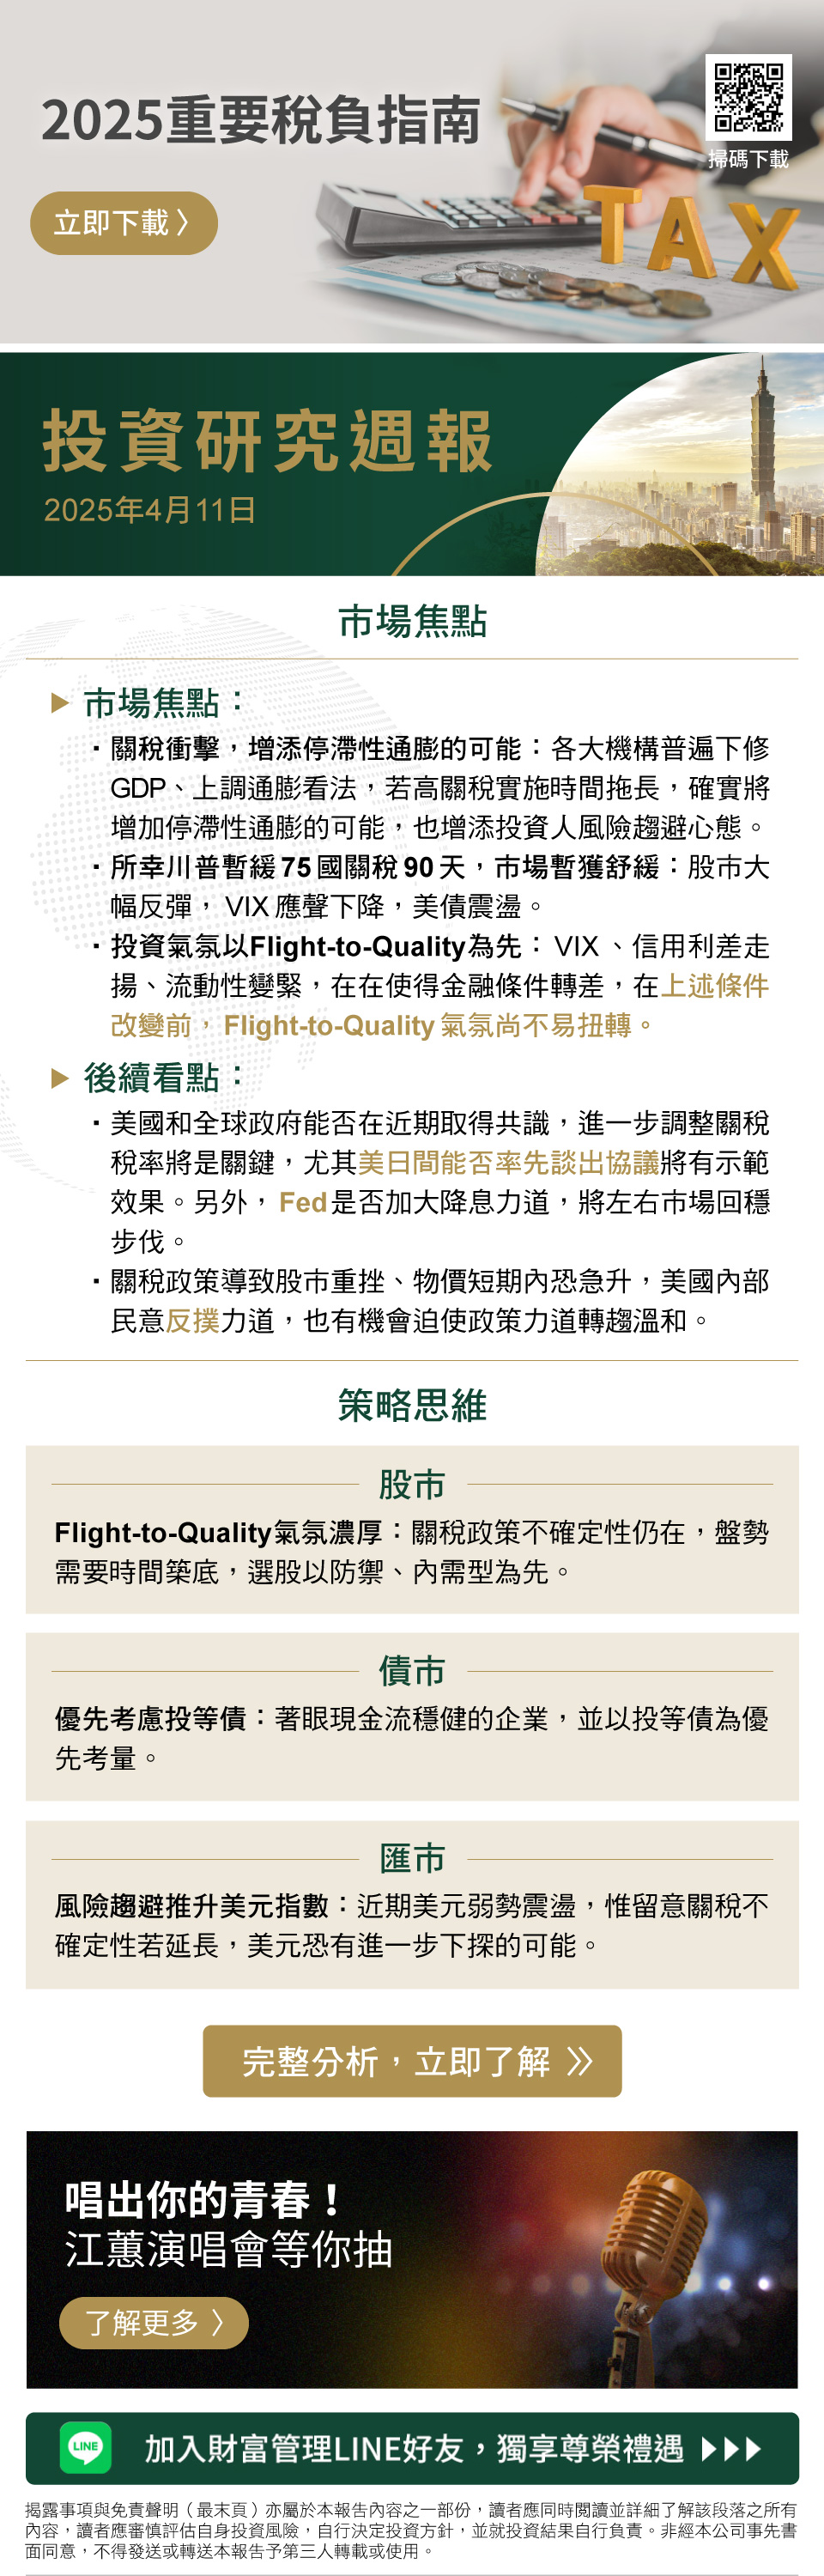 2025重要稅負指南
掃碼下載
立即下載〉
TAX
投資研究週報
2025年4月11日
市場焦點
▶ 市場焦點：
▪ 關稅衝擊，增添停滯性通膨的可能：各大機構普遍下修
GDP、上調通膨看法，若高關稅實施時間拖長，確實將
增加停滯性通膨的可能，也增添投資人風險趨避心態。
▪ 所幸川普暫緩75國關稅90天，市場暫獲舒緩：股市大
幅反彈， VIX應聲下降，美債震盪。
▪ 投資氣氛以Flight-to-Quality為先： VIX 、信用利差走
揚、流動性變緊，在在使得金融條件轉差，在上述條件
改變前， Flight-to-Quality氣氛尚不易扭轉。
▶ 後續看點：
▪ 美國和全球政府能否在近期取得共識，進一步調整關稅
稅率將是關鍵，尤其美日間能否率先談出協議將有示範
效果。另外， Fed是否加大降息力道，將左右市場回穩
步伐。
▪ 關稅政策導致股市重挫、物價短期內恐急升，美國內部
民意反撲力道，也有機會迫使政策力道轉趨溫和。
策略思維
股市
Flight-to-Quality氣氛濃厚：關稅政策不確定性仍在，盤勢
需要時間築底，選股以防禦、內需型為先。
債市
優先考慮投等債：著眼現金流穩健的企業，並以投等債為優
先考量。
匯市
風險趨避推升美元指數：近期美元弱勢震盪，惟留意關稅不
確定性若延長，美元恐有進一步下探的可能。
完整分析，立即了解 》
唱出你的青春！
江蕙演唱會等你抽
了解更多 〉
LINE 加入財富管理LINE好友，獨享尊榮禮遇 ▶▶▶
揭露事項與免責聲明（最末頁）亦屬於本報告內容之一部份，讀者應同時閱讀並詳細了解該段落之所有
內容，讀者應審慎評估自身投資風險，自行決定投資方針，並就投資結果自行負責。非經本公司事先書
面同意，不得發送或轉送本報告予第三人轉載或使用。